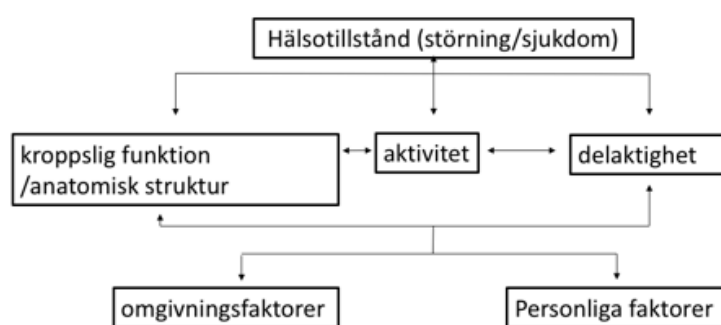 Hälsotillstånd (störning/sjukdom)
kroppslig funktion
/anatomisk struktur
aktivitet
delaktighet
omgivningsfaktorer
Personliga faktorer